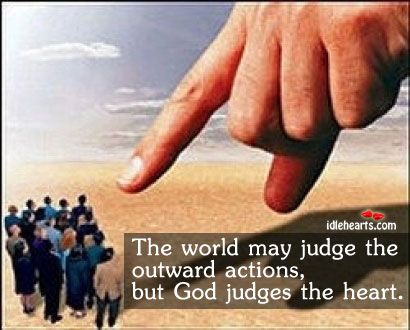 idlehearts.com
The world may judge the
outward actions,
but God judges the heart.